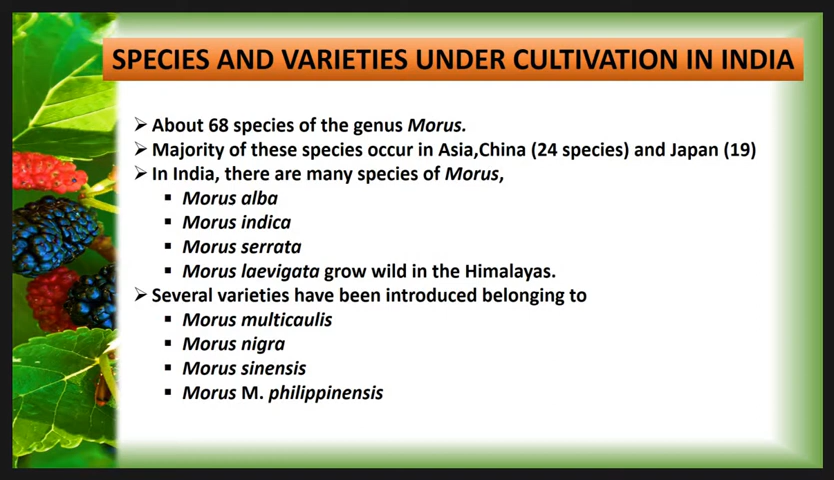 SPECIES AND VARIETIES UNDER CULTIVATION IN INDIA
➢ About 68 species of the genus Morus.
➢ Majority of these species occur in Asia,China (24 species) and Japan (19)
➢ In India, there are many species of Morus,
▪ Morus alba
▪ Morus indica
▪ Morus serrata
▪ Morus laevigata grow wild in the Himalayas.
➢ Several varieties have been introduced belonging to
▪ Morus multicaulis
▪ Morus nigra
▪ Morus sinensis
▪ Morus M. philippinensis